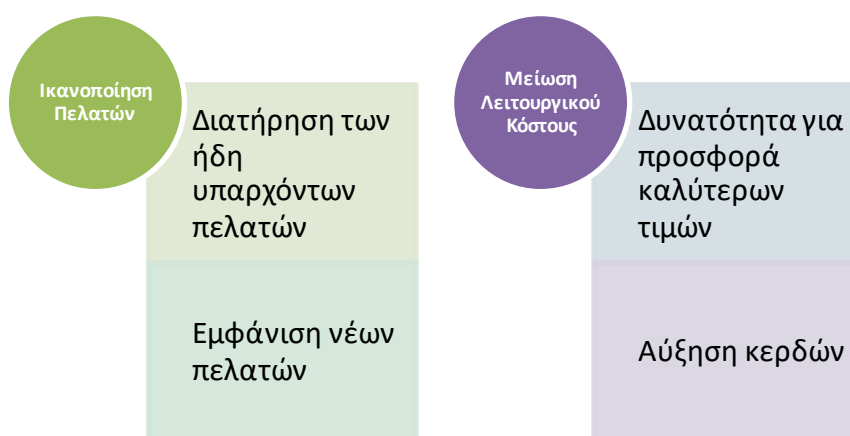 Ικανοποίηση
Πελατών
Διατήρηση των
ήδη
υπαρχόντων
πελατών
Εμφάνιση νέων
πελατών
Μείωση
Λειτουργικού
Κόστους
Δυνατότητα για
προσφορά
καλύτερων
τιμών
Αύξηση κερδών